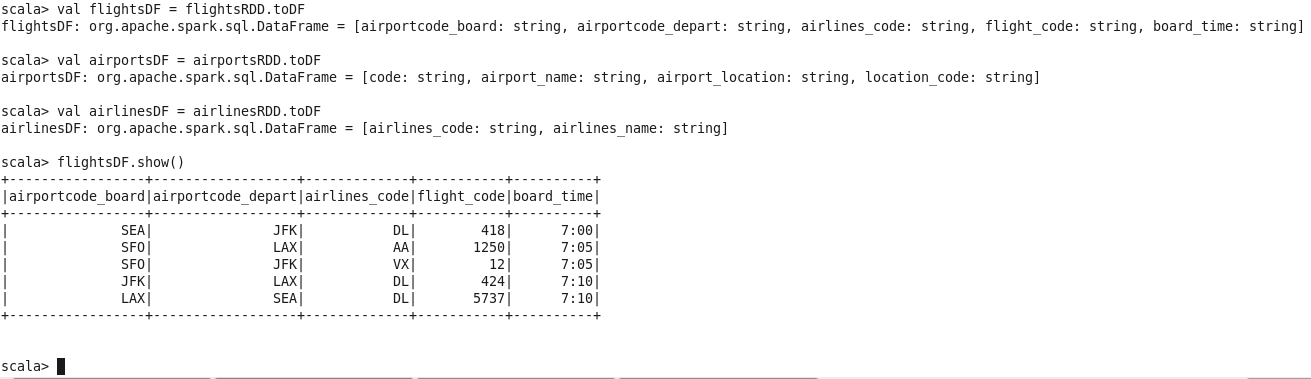 scala> val flightsDF = flightsRDD.toDF
flightsDF: org.apache.spark.sql.DataFrame = [airportcode_board: string, airportcode_depart: string, airlines_code: string, flight_code: string, board_time: string]
scala> val airportsDF = airportsRDD.toDF
airportsDF: org.apache.spark.sql.DataFrame = [code: string, airport_name: string, airport_location: string, location_code: string]
scala> val airlinesDF = airlinesRDD.toDF
airlinesDF: org.apache.spark.sql.DataFrame = [airlines_code: string, airlines_name: string]
scala> flightsDF.show()
+-----------------+------------------+-------------+-----------+----------+
|airportcode_board|airportcode_depart|airlines_code|flight_code|board_time|
+-----------------+------------------+-------------+-----------+----------+
|              SEA|               JFK|           DL|        418|      7:00|
|              SFO|               LAX|           AA|       1250|      7:05|
|              SFO|               JFK|           VX|         12|      7:05|
|              JFK|               LAX|           DL|        424|      7:10|
|              LAX|               SEA|           DL|       5737|      7:10|
+-----------------+------------------+-------------+-----------+----------+
scala>